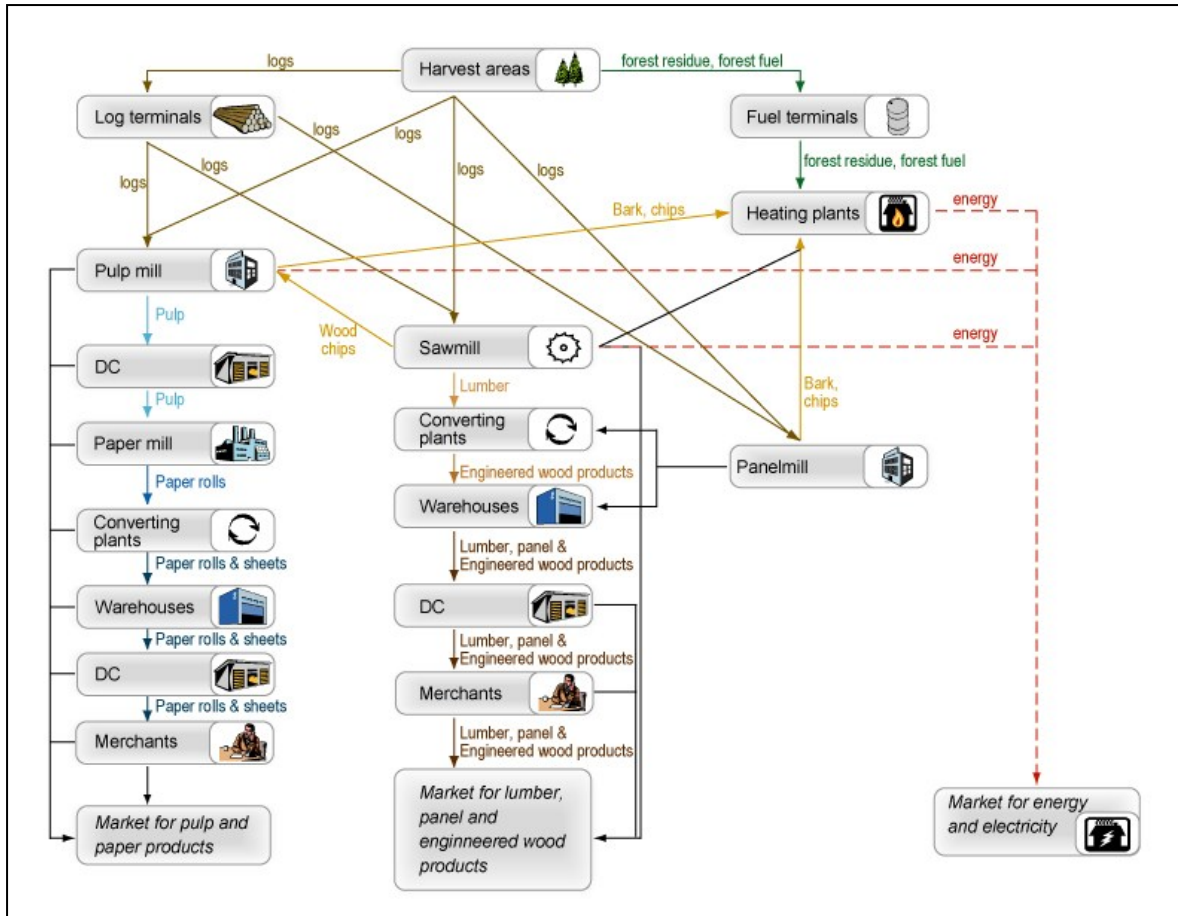 logs
Harvest areas
forest residue, forest fuel
Log terminals
Fuel terminals
logs
logs
logs
logs
logs
logs
forest residue, forest fuel
Bark, chips
Heating plants
energy
Pulp mill
energy
Pulp
Wood
chips
Sawmill
energy
DC
Lumber
Bark,
chips
Pulp
Paper mill
Converting
plants
Panelmill
Paper rolls
Engineered wood products
Warehouses
Converting
plants
Lumber, panel &
Engineered wood products
Paper rolls & sheets
Warehouses
DC
Paper rolls & sheets
Lumber, panel &
Engineered wood products
DC
Merchants
Paper rolls & sheets
Lumber, panel &
Engineered wood products
Merchants
Market for pulp and
paper products
Market for lumber,
panel and
enginneered wood
products
Market for energy
and electricity